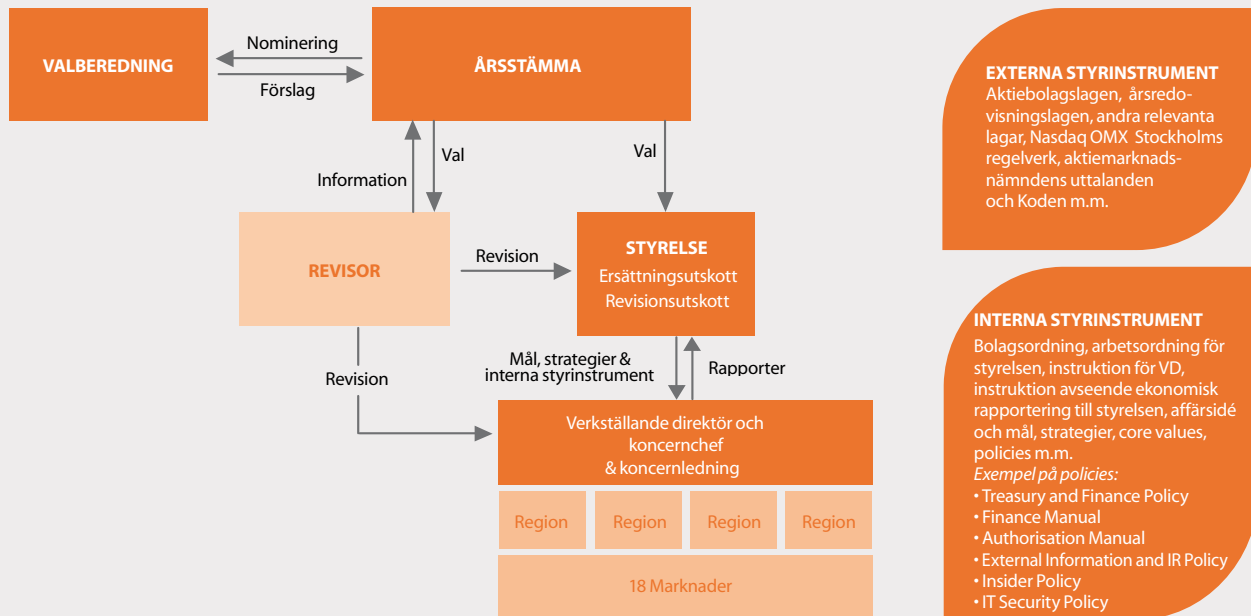 VALBEREDNING
Nominering
Förslag
ÅRSSTÄMMA
Information
Val
Val
REVISOR
Revision
STYRELSE
Ersättningsutskott
Revisionsutskott
Revision
Mål, strategier &
interna styrinstrument
Rapporter
Verkställande direktör och
koncernchef
& koncernledning
Region
Region
Region
Region
18 Marknader
EXTERNA STYRINSTRUMENT
Aktiebolagslagen, årsredo-
visningslagen, andra relevanta
lagar, Nasdaq OMX Stockholms
regelverk, aktiemarknads-
nämndens uttalanden
och Koden m.m.
INTERNA STYRINSTRUMENT
Bolagsordning, arbetsordning för
styrelsen, instruktion för VD,
instruktion avseende ekonomisk
rapportering till styrelsen, affärsidé
och mål, strategier, core values,
policies m.m.
Exempel på policies:
• Treasury and Finance Policy
• Finance Manual
• Authorisation Manual
• External Information and IR Policy
• Insider Policy
• IT Security Policy